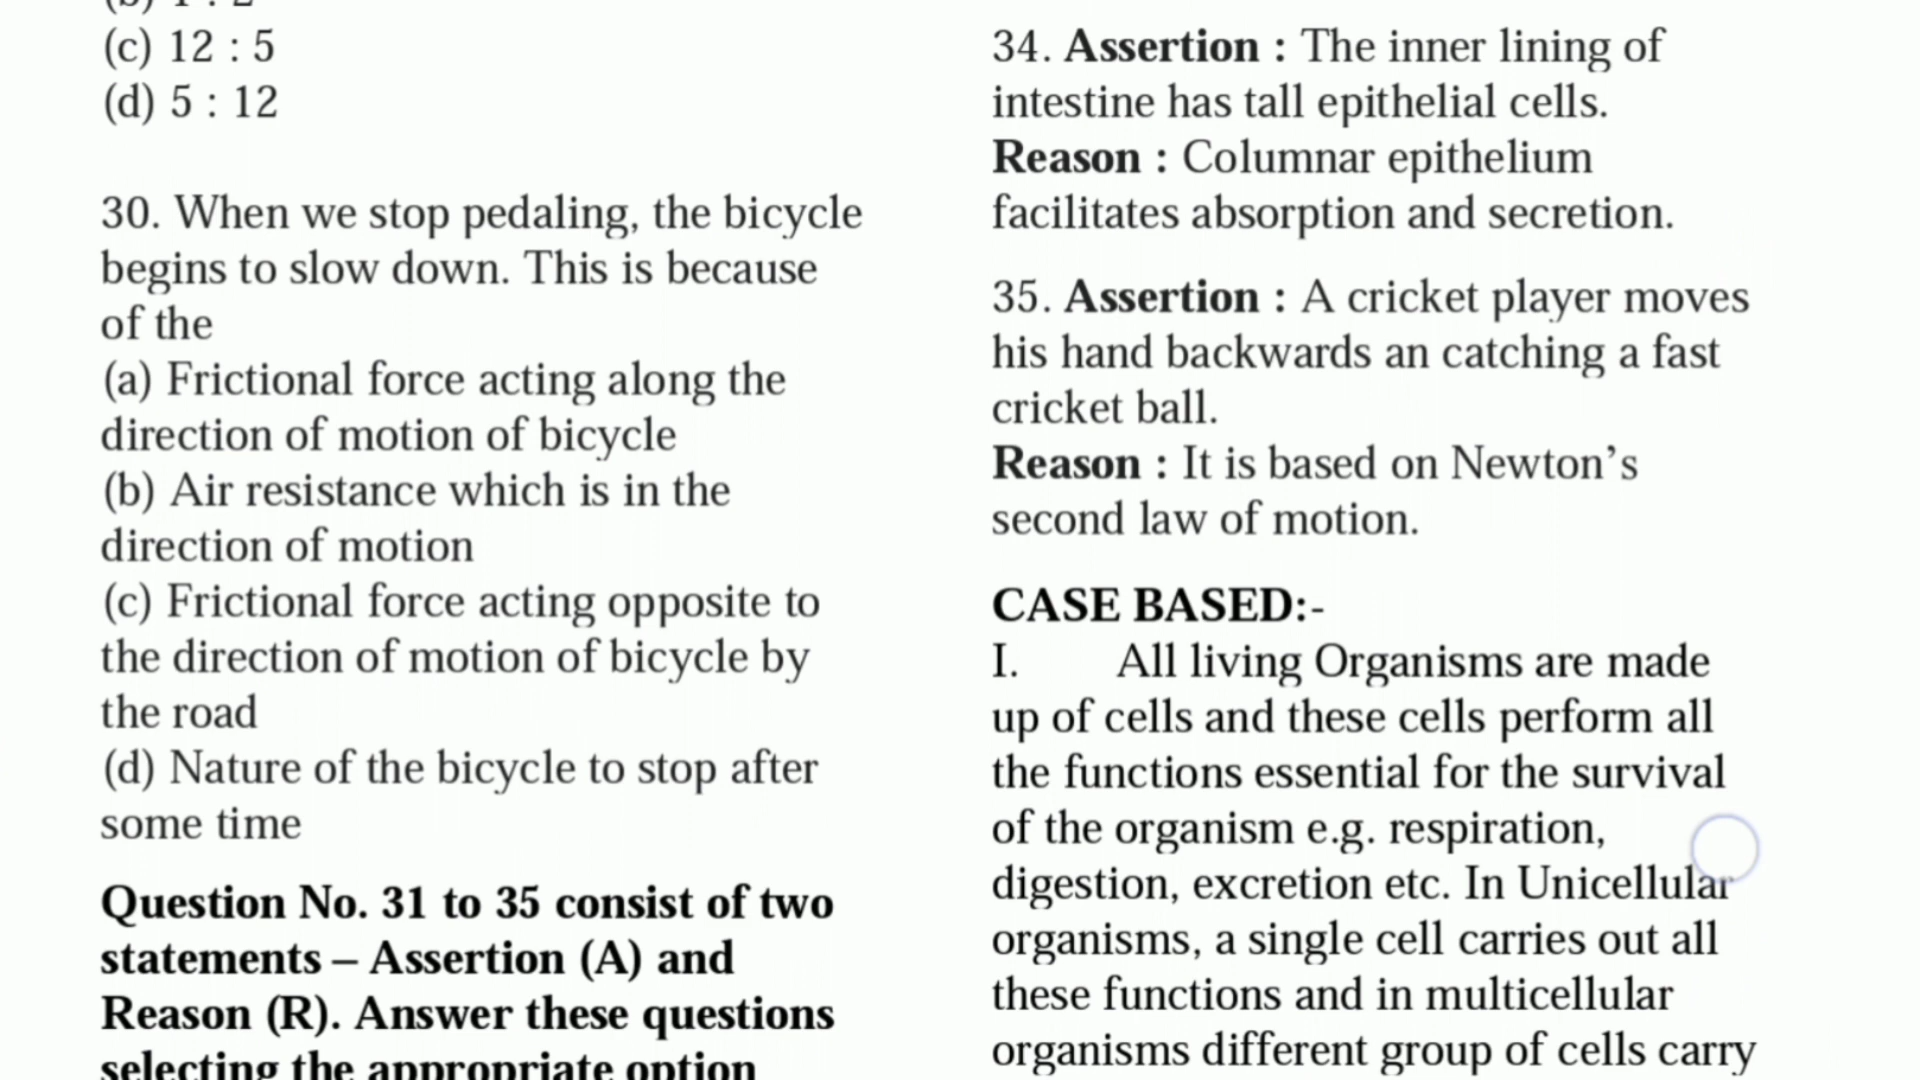 (b) 1 : 2
(c) 12 : 5
(d) 5 : 12
30. When we stop pedaling, the bicycle
begins to slow down. This is because
of the
(a) Frictional force acting along the
direction of motion of bicycle
(b) Air resistance which is in the
direction of motion
(c) Frictional force acting opposite to
the direction of motion of bicycle by
the road
(d) Nature of the bicycle to stop after
some time
Question No. 31 to 35 consist of two
statements – Assertion (A) and
Reason (R). Answer these questions
selecting the appropriate option
34. Assertion : The inner lining of
intestine has tall epithelial cells.
Reason : Columnar epithelium
facilitates absorption and secretion.
35. Assertion : A cricket player moves
his hand backwards an catching a fast
cricket ball.
Reason : It is based on Newton’s
second law of motion.
CASE BASED:-
I. All living Organisms are made
up of cells and these cells perform all
the functions essential for the survival
of the organism e.g. respiration,
digestion, excretion etc. In Unicellular
organisms, a single cell carries out all
these functions and in multicellular
organisms different group of cells carry